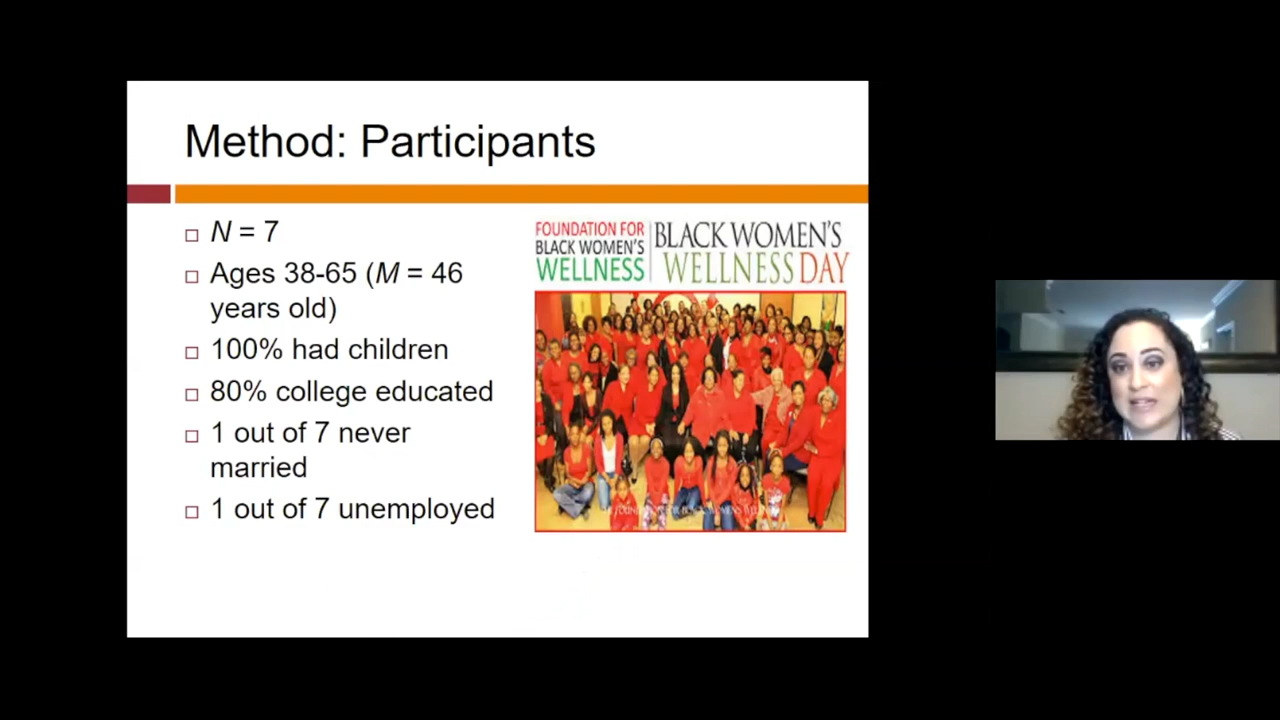 Method: Participants
N = 7
Ages 38-65 (M = 46
years old)
100% had children
80% college educated
1 out of 7 never
married
1 out of 7 unemployed
FOUNDATION FOR
BLACK WOMEN'S
WELLNESS
BLACK WOMEN'S
WELLNESS DAY